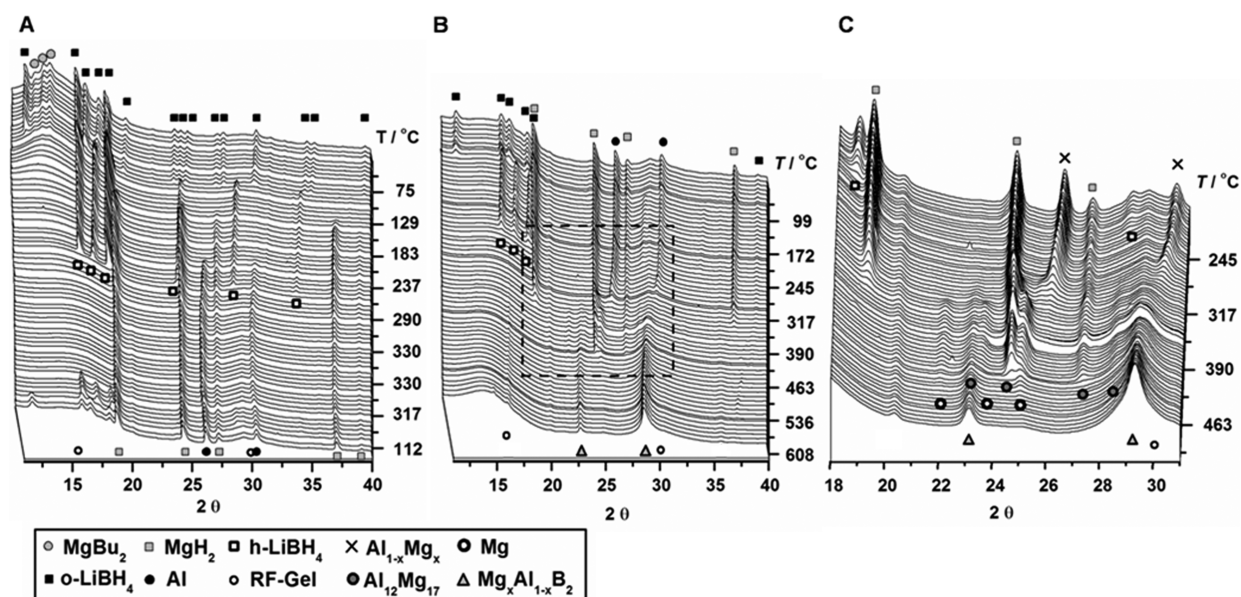 A
B
C
T / °C
75
129
183
237
290
330
330
317
112
15 20 25 30 35 40
2 θ
T / °C
99
172
245
317
390
463
536
608
15 20 25 30 35 40
2 θ
T / °C
245
317
390
463
18 20 22 24 26 28 30
2 θ
MgBu2 MgH2 h-LiBH4 Al1-xMgx Mg
o-LiBH4 Al RF-Gel Al12Mg17 MgxAl1-xB2